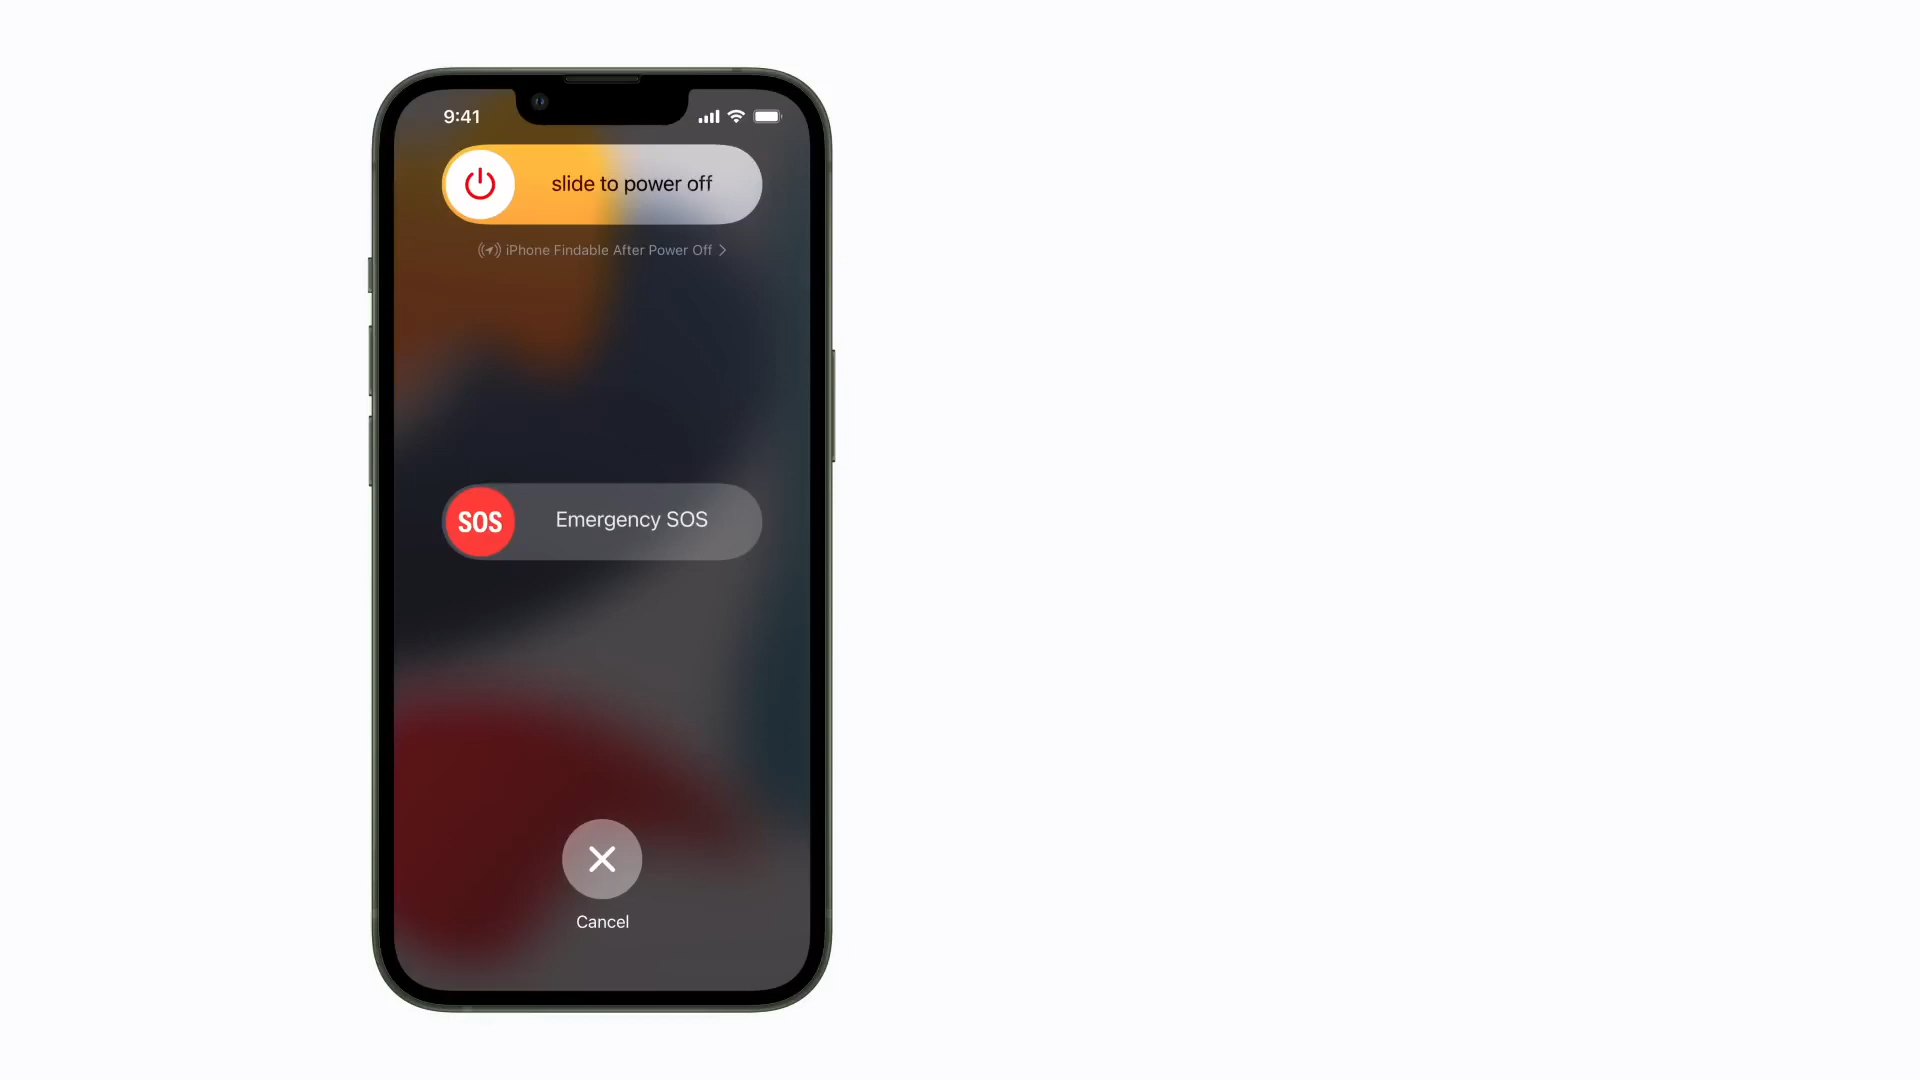 9:41
slide to power off
iPhone Findable After Power Off
SOS
Emergency SOS
Cancel